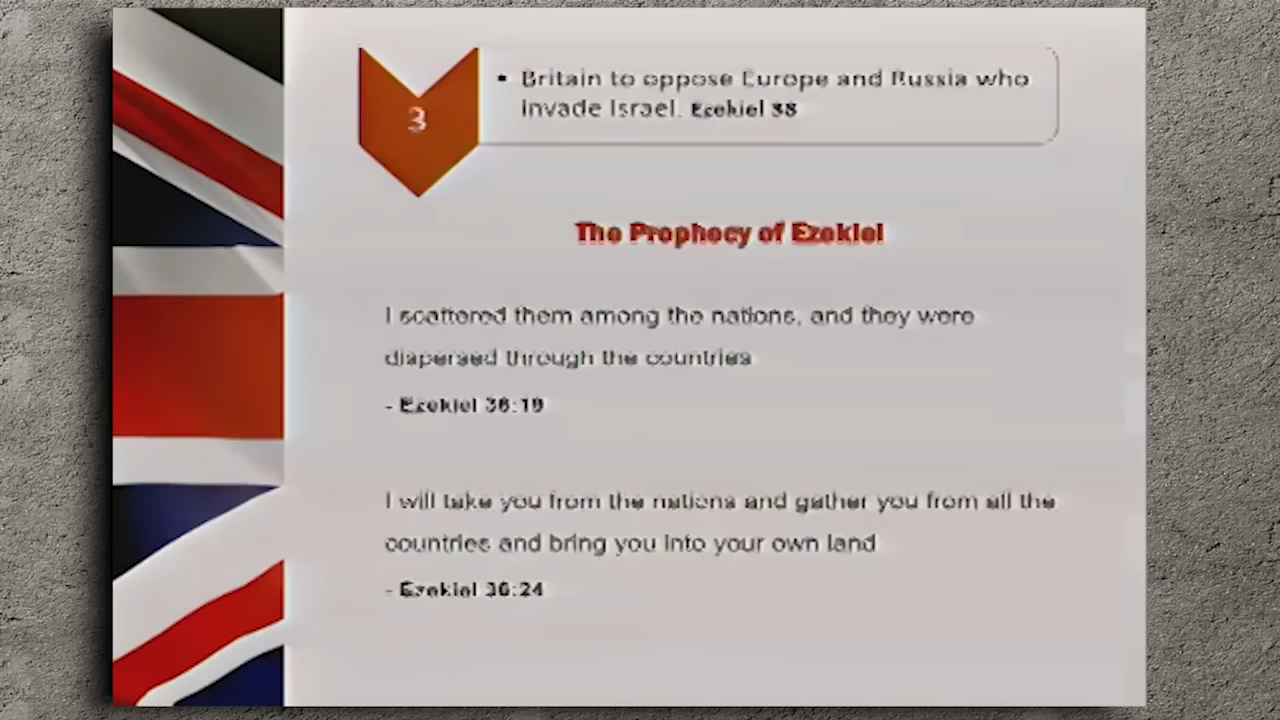 3
• Britain to oppose Europe and Russia who
invade Israel. Ezekiel 38
The Prophecy of Ezekiel
I scattered them among the nations, and they were
dispersed through the countries
- Ezekiel 36:19
I will take you from the nations and gather you from all the
countries and bring you into your own land
- Ezekiel 36:24